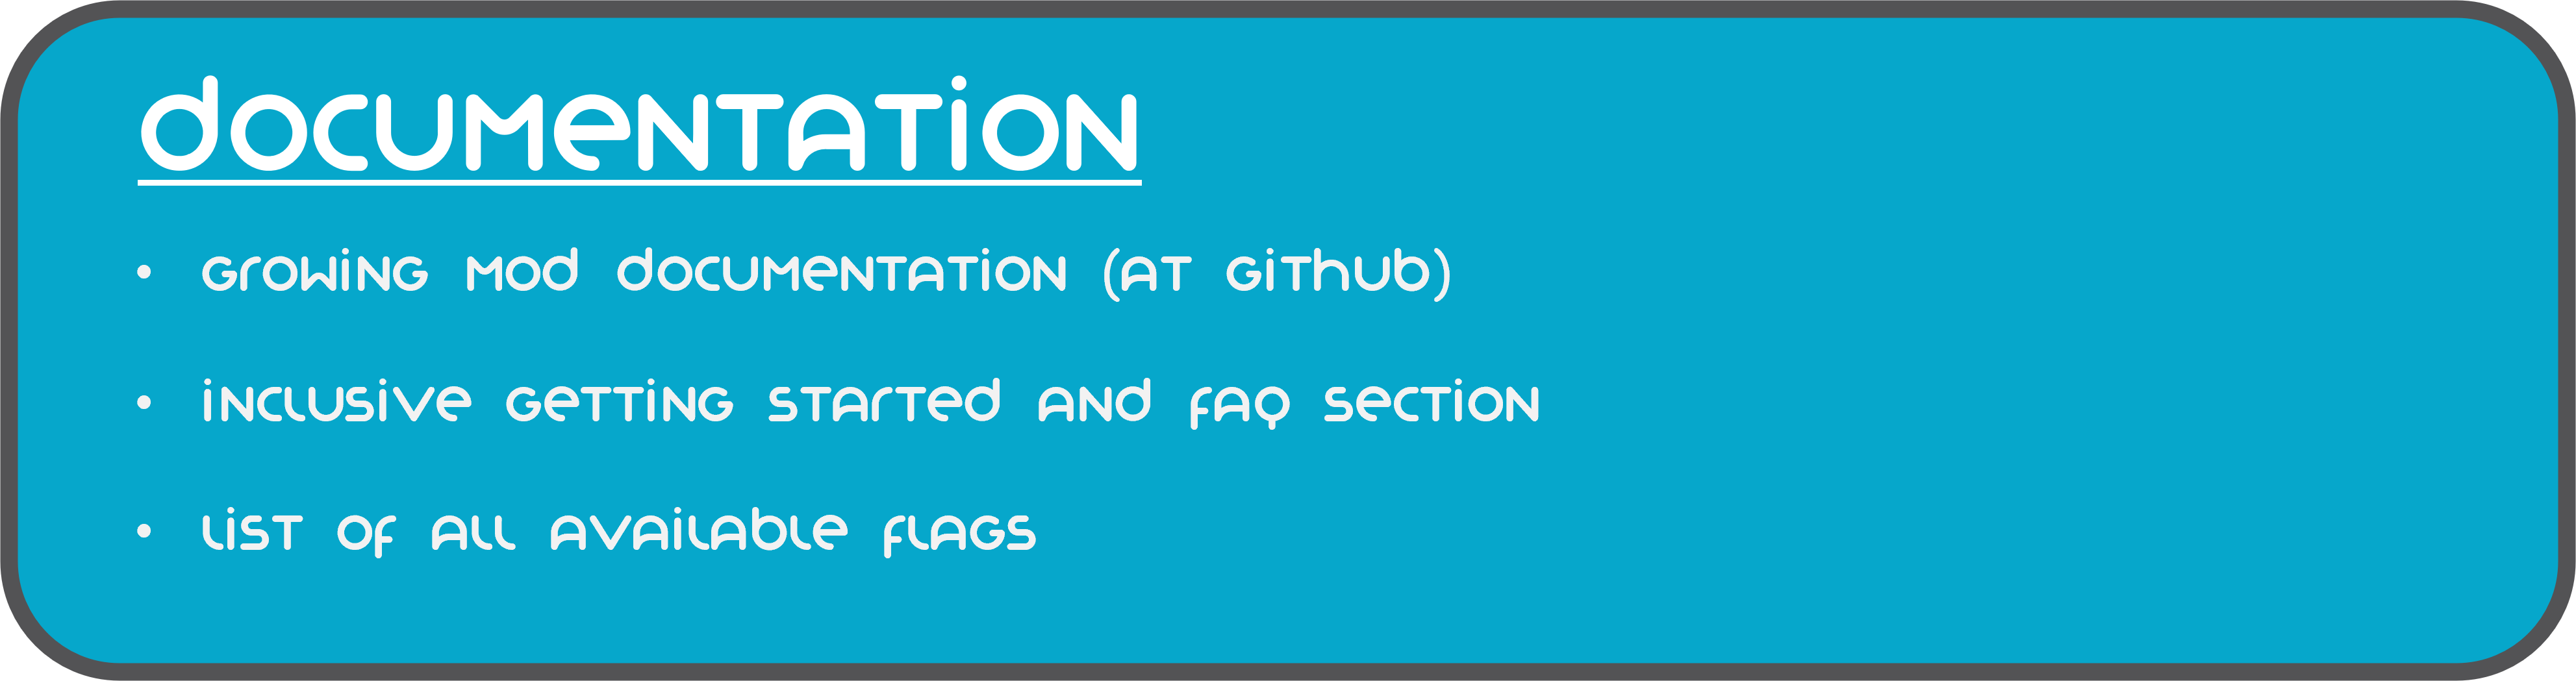 documentation
• Growing mod documentation (at GitHub)
• inclusive getting started and FAQ section
• list of all available flags